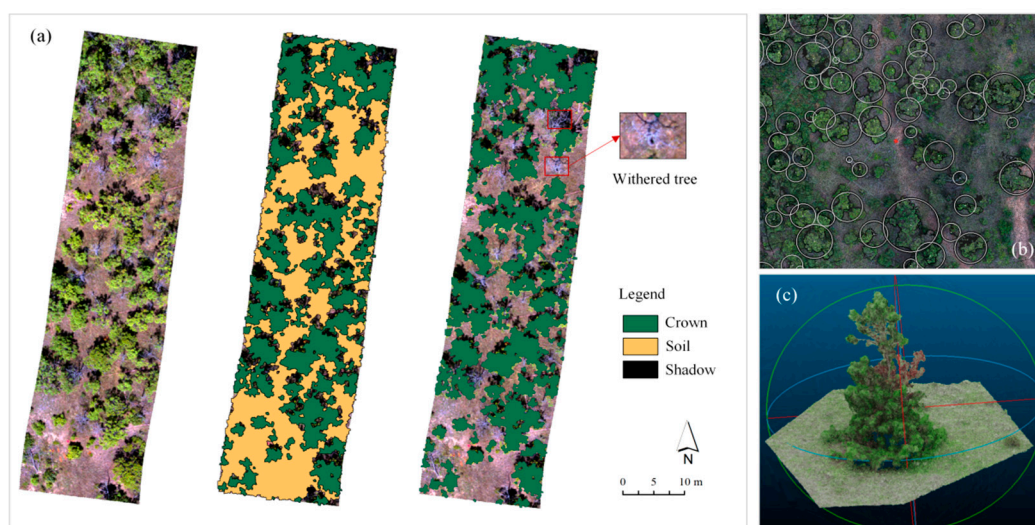 (a)
Withered tree
Legend
Crown
Soil
Shadow
N
0 5 10 m
(b)
(c)